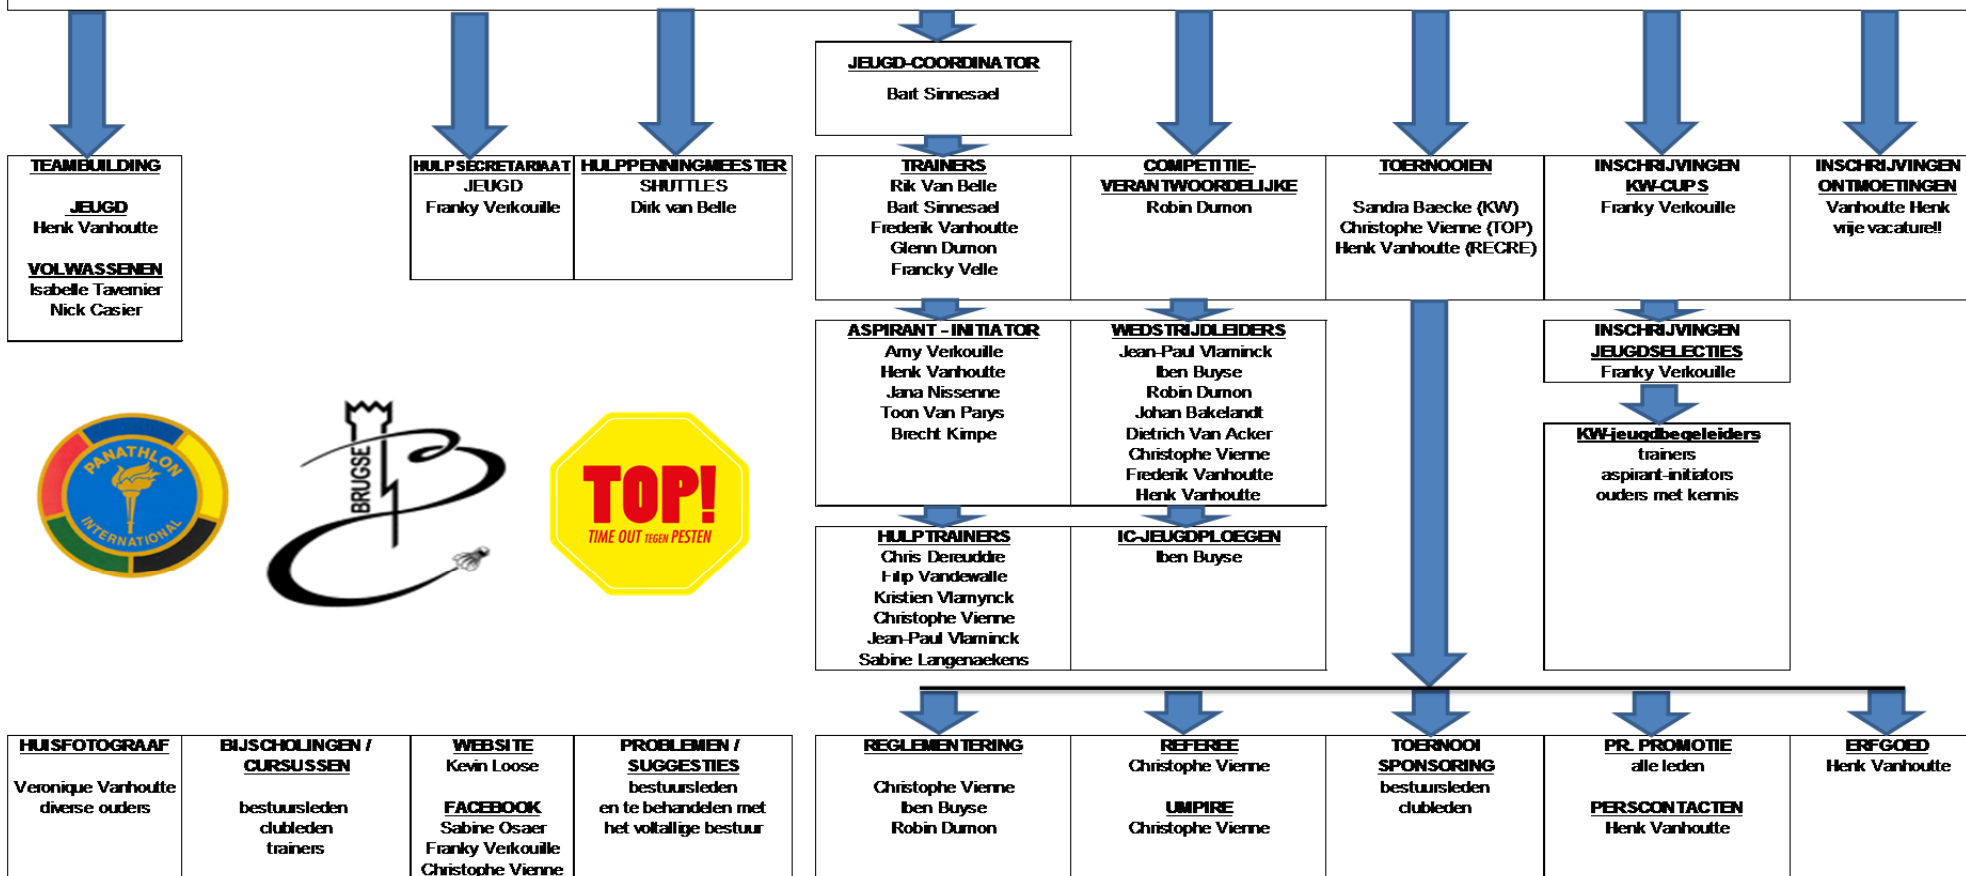 JEUGD-COORDINATOR
Bart Sinnesael
TEAMBUILDING
JEUGD
Henk Vanhoutte
VOLWASSENEN
Isabelle Tavernier
Nick Casier
HULPSECRETARIAAT
JEUGD
Franky Verkouille
HULPPENNINGMEESTER
SHUTTLES
Dirk van Belle
TRAINERS
Rik Van Belle
Bart Sinnesael
Frederik Vanhoutte
Glenn Dumon
Francky Velle
COMPETITIE-
VERANTWOORDELIJKE
Robin Dumon
TOERNOOIEN
Sandra Baecke (KW)
Christophe Vienne (TOP)
Henk Vanhoutte (RECRE)
INSCHRIJVINGEN
KW-CUPS
Franky Verkouille
INSCHRIJVINGEN
ONTMOETINGEN
Vanhoutte Henk
vrije vacature!!
ASPIRANT - INITIATOR
Amy Verkouille
Henk Vanhoutte
Jana Nissenne
Toon Van Parys
Brecht Kimpe
WEDSTRIJDLEIDERS
Jean-Paul Vlaminck
Iben Buyse
Robin Dumon
Johan Bakelandt
Dietrich Van Acker
Christophe Vienne
Frederik Vanhoutte
Henk Vanhoutte
INSCHRIJVINGEN
JEUGDSELECTIES
Franky Verkouille
KW-jeugdbegeleiders
trainers
aspirant-initiators
ouders met kennis
PANATHLON
INTERNATIONAL
BRUGSE
TOP!
TIME OUT TEGEN PESTEN
HULPTRAINERS
Chris Dereuddre
Filip Vandewalle
Kristien Vlamynck
Christophe Vienne
Jean-Paul Vlaminck
Sabine Langenaekens
IC-JEUGDPLOEGEN
Iben Buyse
HUISFOTOGRAAF
Veronique Vanhoutte
diverse ouders
BIJSCHOLINGEN /
CURSUSSEN
bestuursleden
clubleden
trainers
WEBSITE
Kevin Loose
FACEBOOK
Sabine Osaer
Franky Verkouille
Christophe Vienne
PROBLEMEN /
SUGGESTIES
bestuursleden
en te behandelen met
het voltallige bestuur
REGLEMENTERING
Christophe Vienne
Iben Buyse
Robin Dumon
REFEREE
Christophe Vienne
UMPIRE
Christophe Vienne
TOERNOOI
SPONSORING
bestuursleden
clubleden
PR. PROMOTIE
alle leden
PERSCONTACTEN
Henk Vanhoutte
ERFGOED
Henk Vanhoutte